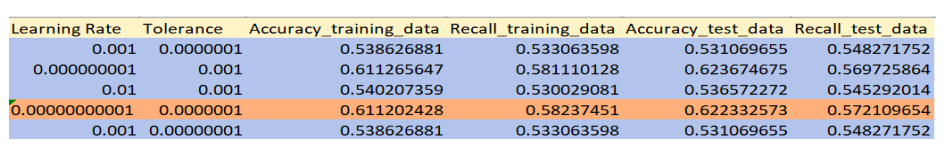 Learning Rate Tolerance Accuracy_training_data Recall_training_data Accuracy_test_data Recall_test_data
0.001 0.0000001 0.538626881 0.533063598 0.531069655 0.548271752
0.000000001 0.001 0.611265647 0.581110128 0.623674675 0.569725864
0.01 0.001 0.540207359 0.530029081 0.536572272 0.545292014
0.00000000001 0.0000001 0.611202428 0.58237451 0.622332573 0.572109654
0.001 0.00000001 0.538626881 0.533063598 0.531069655 0.548271752